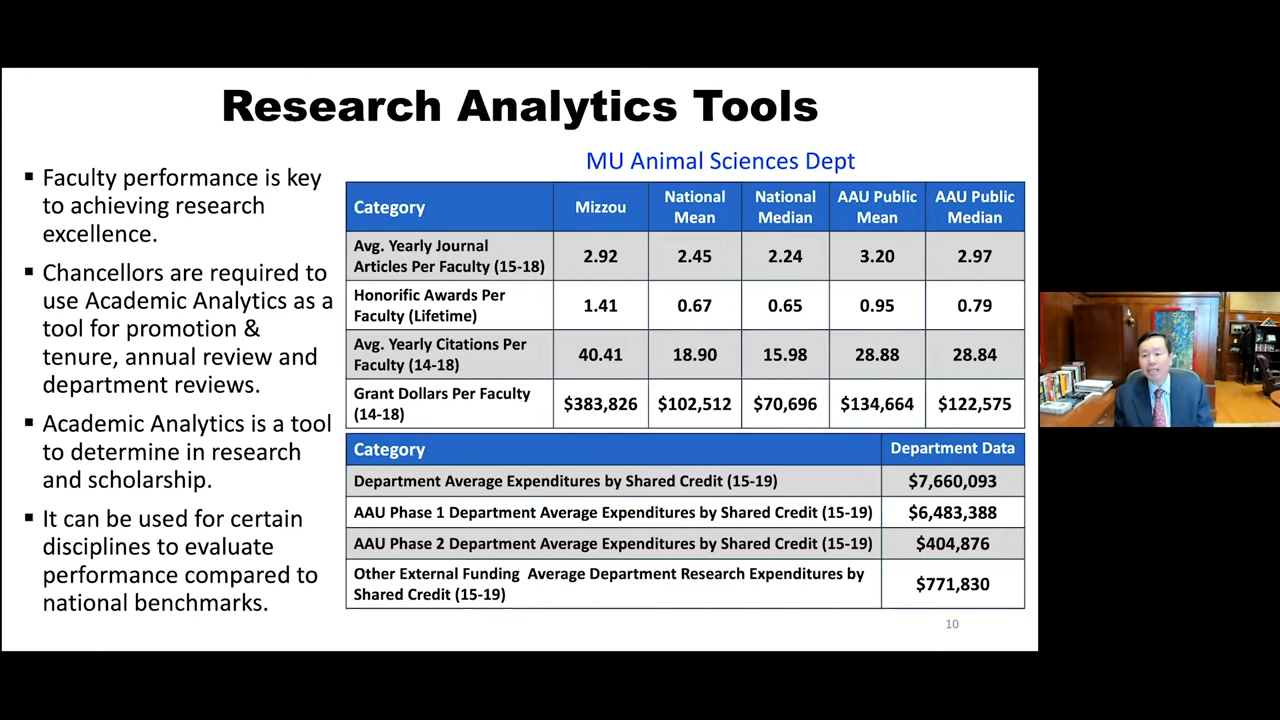 Research Analytics Tools
▪ Faculty performance is key
to achieving research
excellence.
▪ Chancellors are required to
use Academic Analytics as a
tool for promotion &
tenure, annual review and
department reviews.
▪ Academic Analytics is a tool
to determine in research
and scholarship.
▪ It can be used for certain
disciplines to evaluate
performance compared to
national benchmarks.
MU Animal Sciences Dept
Category Mizzou National Mean National Median AAU Public Mean AAU Public Median
Avg. Yearly Journal
Articles Per Faculty (15-18) 2.92 2.45 2.24 3.20 2.97
Honorific Awards Per
Faculty (Lifetime) 1.41 0.67 0.65 0.95 0.79
Avg. Yearly Citations Per
Faculty (14-18) 40.41 18.90 15.98 28.88 28.84
Grant Dollars Per Faculty
(14-18) $383,826 $102,512 $70,696 $134,664 $122,575
Category Department Data
Department Average Expenditures by Shared Credit (15-19) $7,660,093
AAU Phase 1 Department Average Expenditures by Shared Credit (15-19) $6,483,388
AAU Phase 2 Department Average Expenditures by Shared Credit (15-19) $404,876
Other External Funding Average Department Research Expenditures by
Shared Credit (15-19) $771,830
10